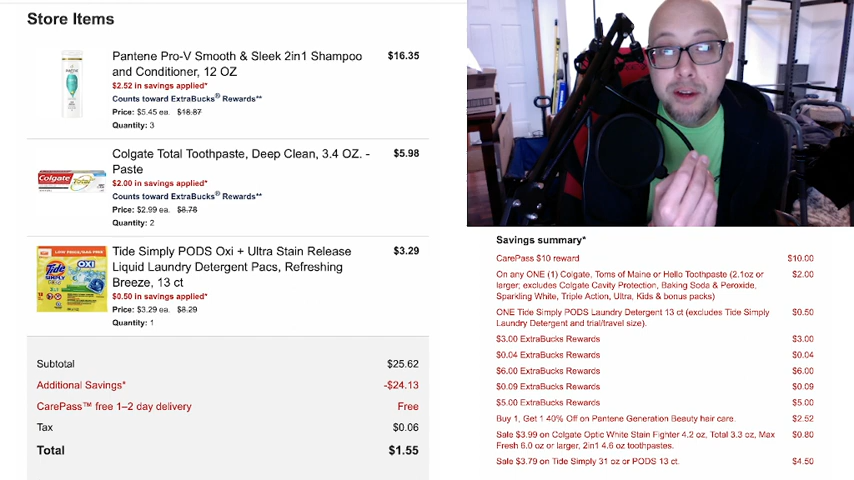 Store Items
Pantene Pro-V Smooth & Sleek 2in1 Shampoo
and Conditioner, 12 OZ
$16.35
$2.52 in savings applied*
Counts toward ExtraBucks® Rewards**
Price: $5.45 ea. $18.87
Quantity: 3
Colgate Total Toothpaste, Deep Clean, 3.4 OZ. -
Paste
$5.98
$2.00 in savings applied*
Counts toward ExtraBucks® Rewards**
Price: $2.99 ea. $8.78
Quantity: 2
Tide Simply PODS Oxi + Ultra Stain Release
Liquid Laundry Detergent Pacs, Refreshing
Breeze, 13 ct
$3.29
$0.50 in savings applied*
Price: $3.29 ea. $8.29
Quantity: 1
Subtotal $25.62
Additional Savings* -$24.13
CarePass™ free 1–2 day delivery Free
Tax $0.06
Total $1.55
Savings summary*
CarePass $10 reward $10.00
On any ONE (1) Colgate, Toms of Maine or Hello Toothpaste (2.1oz or $2.00
larger, excludes Colgate Cavity Protection, Baking Soda & Peroxide,
Sparkling White, Triple Action, Ultra, Kids & bonus packs)
ONE Tide Simply PODS Laundry Detergent 13 ct (excludes Tide Simply $0.50
Laundry Detergent and trial/travel size).
$3.00 ExtraBucks Rewards $3.00
$0.04 ExtraBucks Rewards $0.04
$6.00 ExtraBucks Rewards $6.00
$0.09 ExtraBucks Rewards $0.09
$5.00 ExtraBucks Rewards $5.00
Buy 1, Get 1 40% Off on Pantene Generation Beauty hair care. $2.52
Sale $3.99 on Colgate Optic White Stain Fighter 4.2 oz, Total 3.3 oz, Max $0.80
Fresh 6.0 oz or larger, 2in1 4.6 oz toothpastes.
Sale $3.79 on Tide Simply 31 oz or PODS 13 ct. $4.50
PANTENE
Colgate Total
Tide
SIMPLY
PODS
OXI